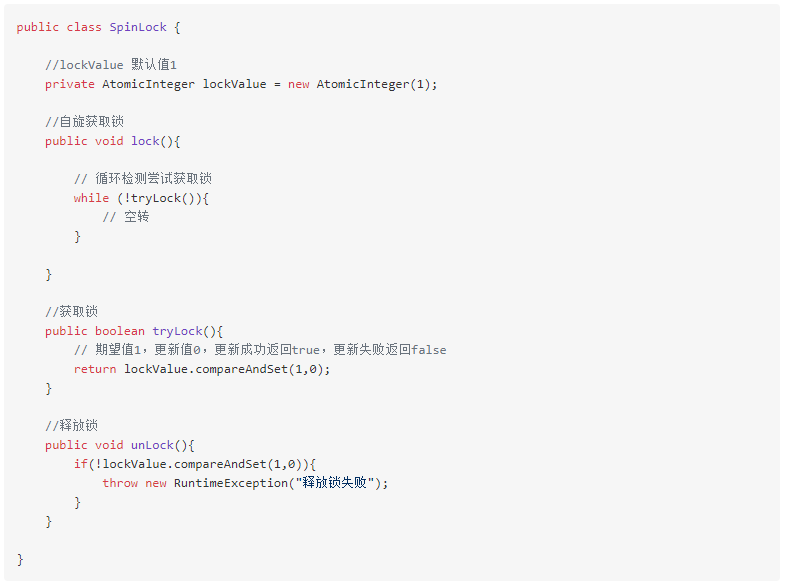 public class SpinLock {
//lockValue 默认值1
private AtomicInteger lockValue = new AtomicInteger(1);
//自旋获取锁
public void lock(){
// 循环检测尝试获取锁
while (!tryLock()){
// 空转
}
}
//获取锁
public boolean tryLock(){
// 期望值1，更新值0，更新成功返回true，更新失败返回false
return lockValue.compareAndSet(1,0);
}
//释放锁
public void unLock(){
if(!lockValue.compareAndSet(1,0)){
throw new RuntimeException("释放锁失败");
}
}
}